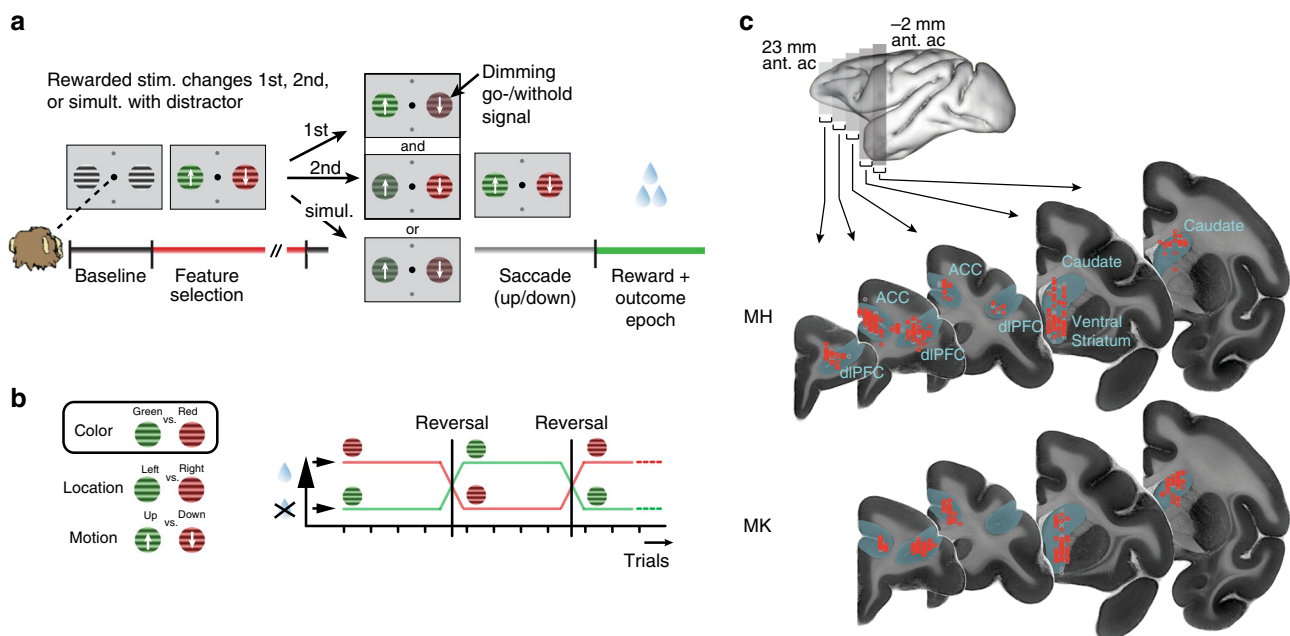 a
Rewarded stim. changes 1st, 2nd,
or simult. with distractor
1st
2nd
simul.
and
or
Dimming
go-/withold
signal
Baseline
Feature
selection
//
Saccade
(up/down)
Reward +
outcome
epoch
b
Color
Green vs. Red
Location
Left vs. Right
Motion
Up vs. Down
Reversal
Reversal
Trials
c
23 mm
ant. ac
–2 mm
ant. ac
MH
dlPFC
ACC
dlPFC
ACC
dlPFC
Caudate
Ventral
Striatum
Caudate
MK